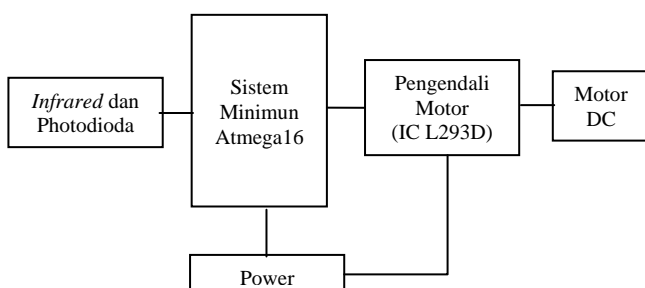 Infrared dan
Photodioda
Sistem
Minimun
Atmega16
Pengendali
Motor
(IC L293D)
Motor
DC
Power